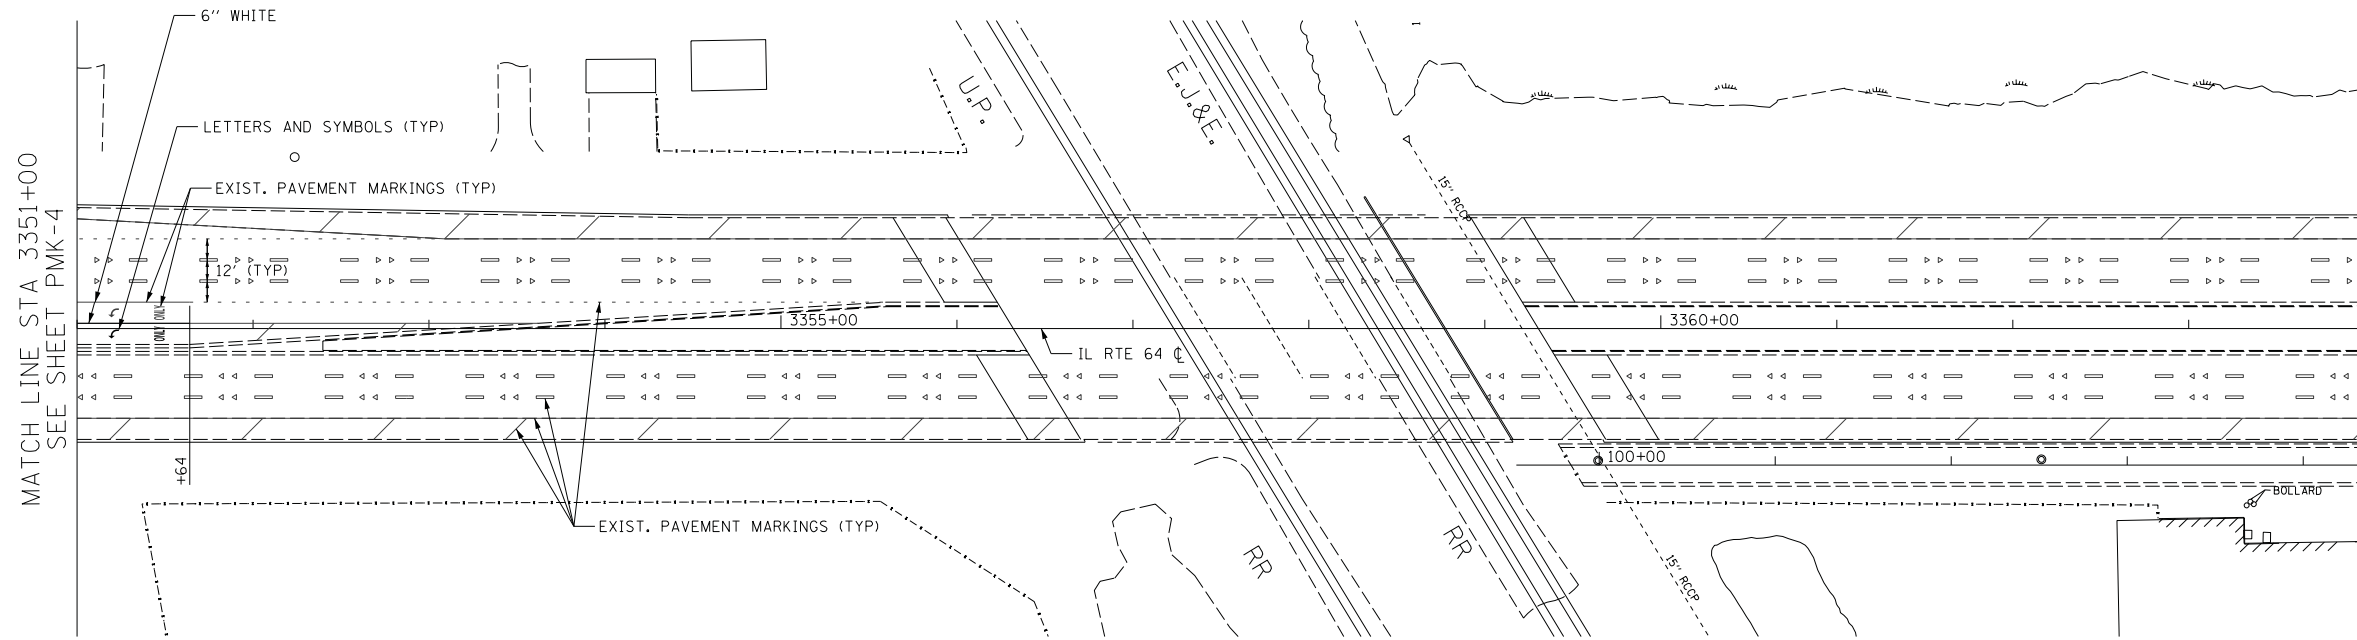 6" WHITE
LETTERS AND SYMBOLS (TYP)
EXIST. PAVEMENT MARKINGS (TYP)
MATCH LINE STA 3351+00
SEE SHEET PMK-4
U.P.
E.J.&E.
15" RCCP
12' (TYP)
ONLY ONLY
3355+00
3360+00
IL RTE 64 ℄
+64
100+00
BOLLARD
EXIST. PAVEMENT MARKINGS (TYP)
RR
RR
15" RCCP